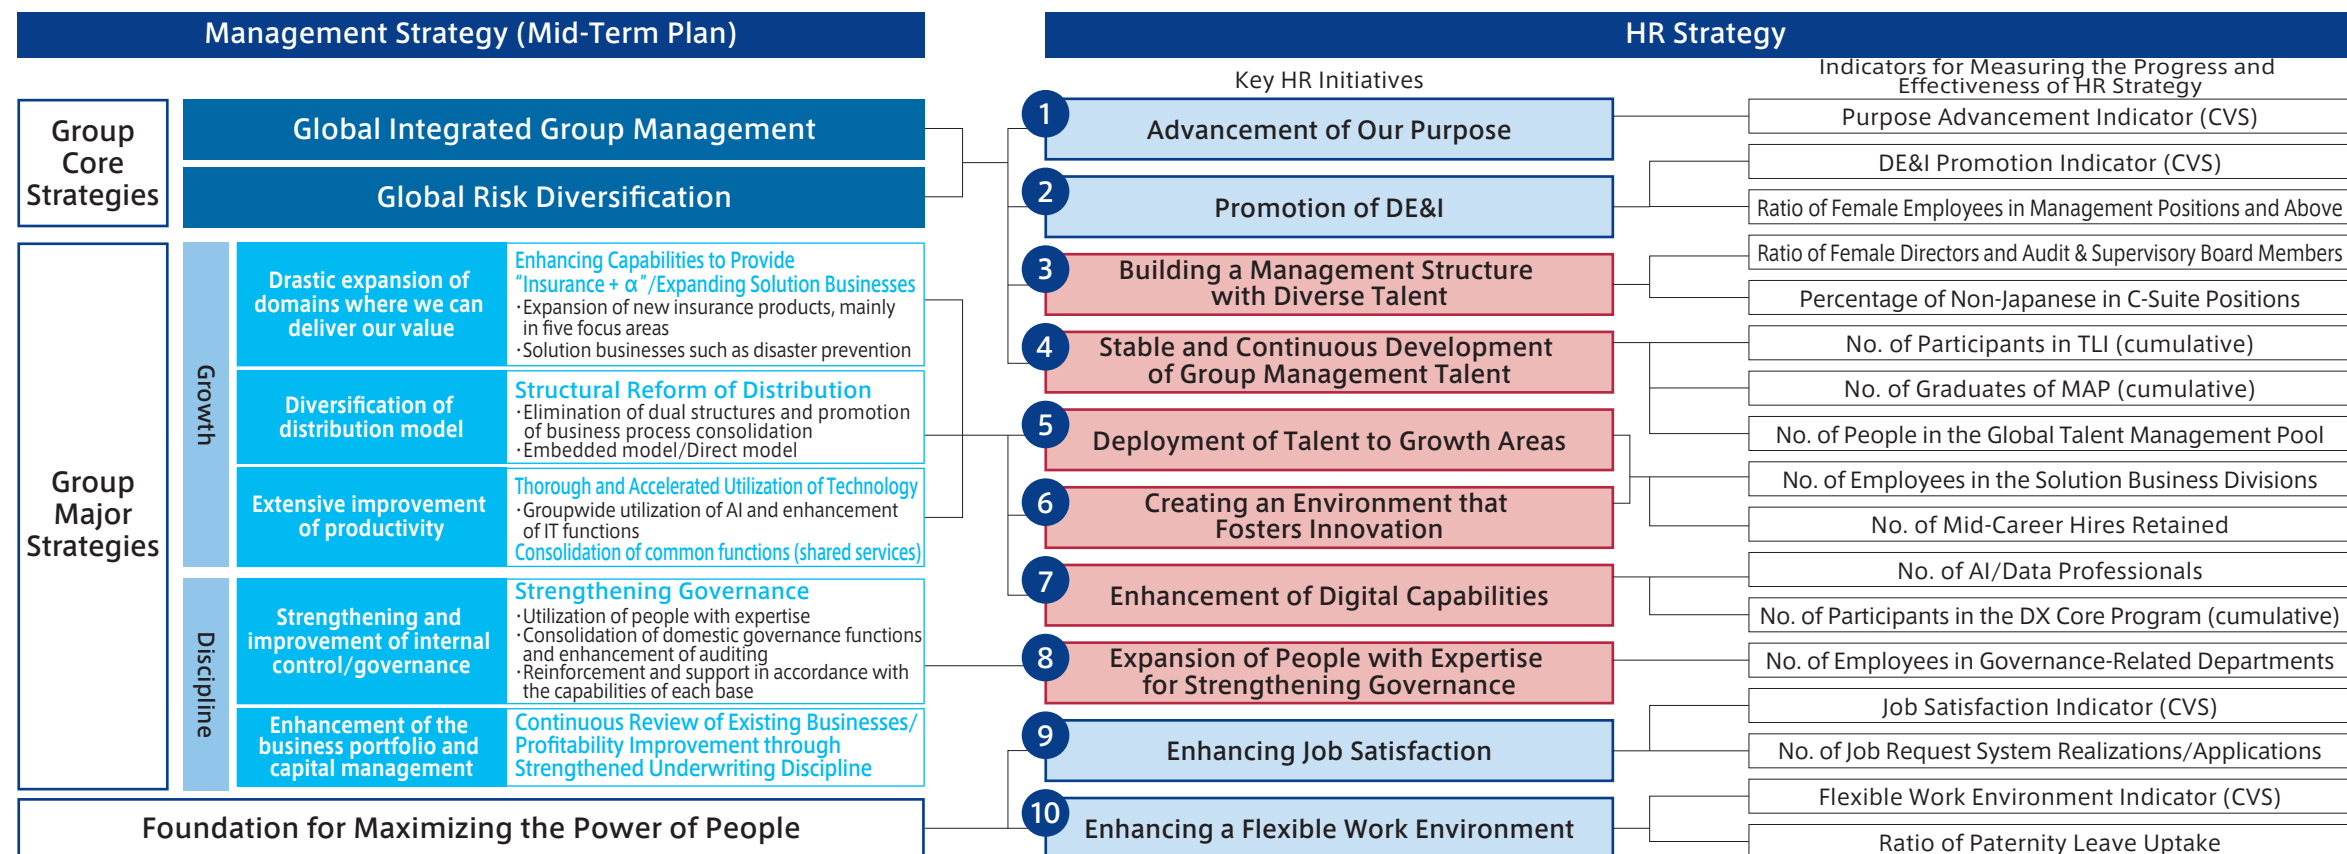 Management Strategy (Mid-Term Plan)
Group
Core
Strategies
Global Integrated Group Management
Global Risk Diversification
Group
Major
Strategies
Growth
Drastic expansion of
domains where we can
deliver our value
Enhancing Capabilities to Provide
“Insurance + α”/Expanding Solution Businesses
・Expansion of new insurance products, mainly
in five focus areas
・Solution businesses such as disaster prevention
Diversification of
distribution model
Structural Reform of Distribution
・Elimination of dual structures and promotion
of business process consolidation
・Embedded model/Direct model
Extensive improvement
of productivity
Thorough and Accelerated Utilization of Technology
・Groupwide utilization of AI and enhancement
of IT functions
Consolidation of common functions (shared services)
Discipline
Strengthening and
improvement of internal
control/governance
Strengthening Governance
・Utilization of people with expertise
・Consolidation of domestic governance functions
and enhancement of auditing
・Reinforcement and support in accordance with
the capabilities of each base
Enhancement of the
business portfolio and
capital management
Continuous Review of Existing Businesses/
Profitability Improvement through
Strengthened Underwriting Discipline
Foundation for Maximizing the Power of People
HR Strategy
Key HR Initiatives
1
Advancement of Our Purpose
2
Promotion of DE&I
3
Building a Management Structure
with Diverse Talent
4
Stable and Continuous Development
of Group Management Talent
5
Deployment of Talent to Growth Areas
6
Creating an Environment that
Fosters Innovation
7
Enhancement of Digital Capabilities
8
Expansion of People with Expertise
for Strengthening Governance
9
Enhancing Job Satisfaction
10
Enhancing a Flexible Work Environment
Indicators for Measuring the Progress and
Effectiveness of HR Strategy
Purpose Advancement Indicator (CVS)
DE&I Promotion Indicator (CVS)
Ratio of Female Employees in Management Positions and Above
Ratio of Female Directors and Audit & Supervisory Board Members
Percentage of Non-Japanese in C-Suite Positions
No. of Participants in TLI (cumulative)
No. of Graduates of MAP (cumulative)
No. of People in the Global Talent Management Pool
No. of Employees in the Solution Business Divisions
No. of Mid-Career Hires Retained
No. of AI/Data Professionals
No. of Participants in the DX Core Program (cumulative)
No. of Employees in Governance-Related Departments
Job Satisfaction Indicator (CVS)
No. of Job Request System Realizations/Applications
Flexible Work Environment Indicator (CVS)
Ratio of Paternity Leave Uptake